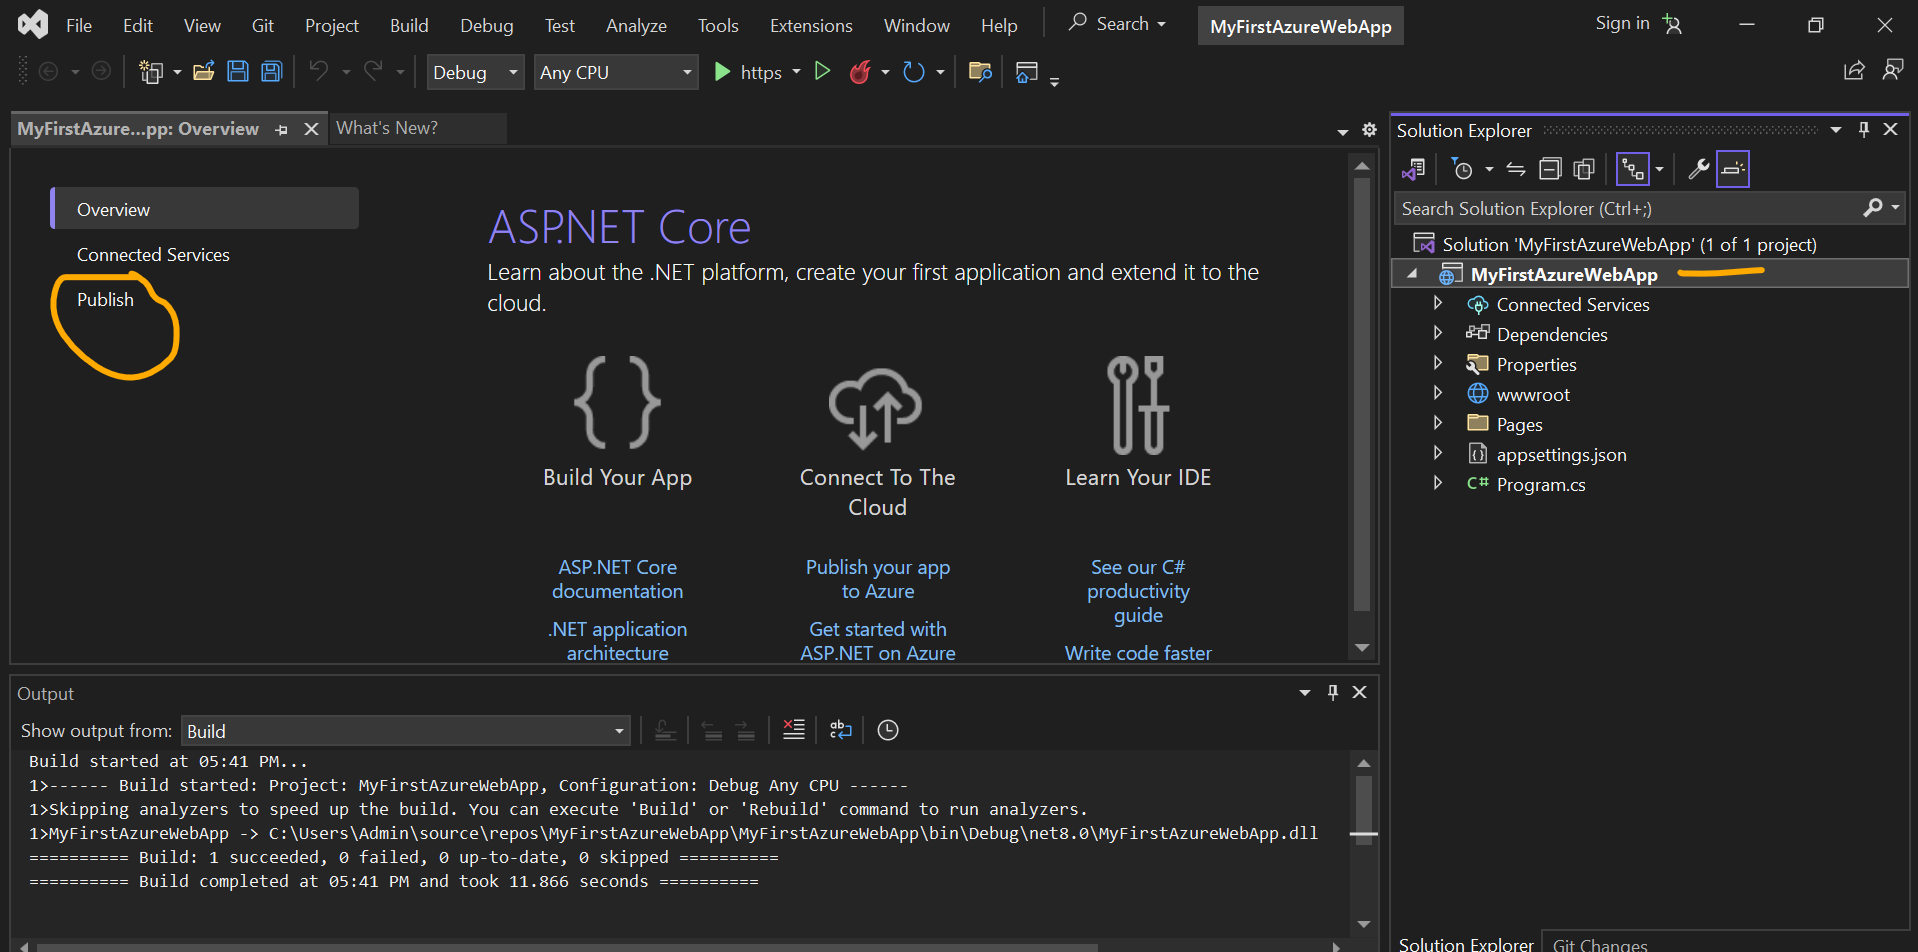 File Edit View Git Project Build Debug Test Analyze Tools Extensions Window Help Search MyFirstAzureWebApp Sign in
Debug Any CPU https
MyFirstAzure...pp: Overview What's New?
Overview
Connected Services
Publish
ASP.NET Core
Learn about the .NET platform, create your first application and extend it to the
cloud.
{ }
Build Your App
Connect To The
Cloud
Learn Your IDE
ASP.NET Core
documentation
.NET application
architecture
Publish your app
to Azure
Get started with
ASP.NET on Azure
See our C#
productivity
guide
Write code faster
Output
Show output from: Build
Build started at 05:41 PM...
1>------ Build started: Project: MyFirstAzureWebApp, Configuration: Debug Any CPU ------
1>Skipping analyzers to speed up the build. You can execute 'Build' or 'Rebuild' command to run analyzers.
1>MyFirstAzureWebApp -> C:\Users\Admin\source\repos\MyFirstAzureWebApp\MyFirstAzureWebApp\bin\Debug\net8.0\MyFirstAzureWebApp.dll
========== Build: 1 succeeded, 0 failed, 0 up-to-date, 0 skipped ==========
========== Build completed at 05:41 PM and took 11.866 seconds ==========
Solution Explorer
Search Solution Explorer (Ctrl+;)
Solution 'MyFirstAzureWebApp' (1 of 1 project)
MyFirstAzureWebApp
Connected Services
Dependencies
Properties
wwwroot
Pages
appsettings.json
C# Program.cs
Solution Explorer Git Changes